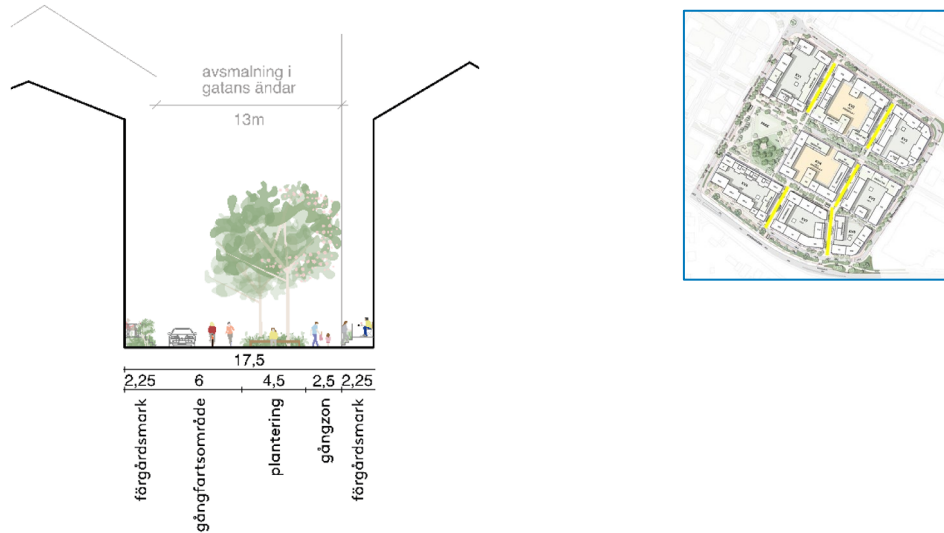 avsmalning i
gatans ändar
13m
17,5
2,25 6 4,5 2,5 2,25
förgårdsmark
gångfartsområde
plantering
gångzon
förgårdsmark